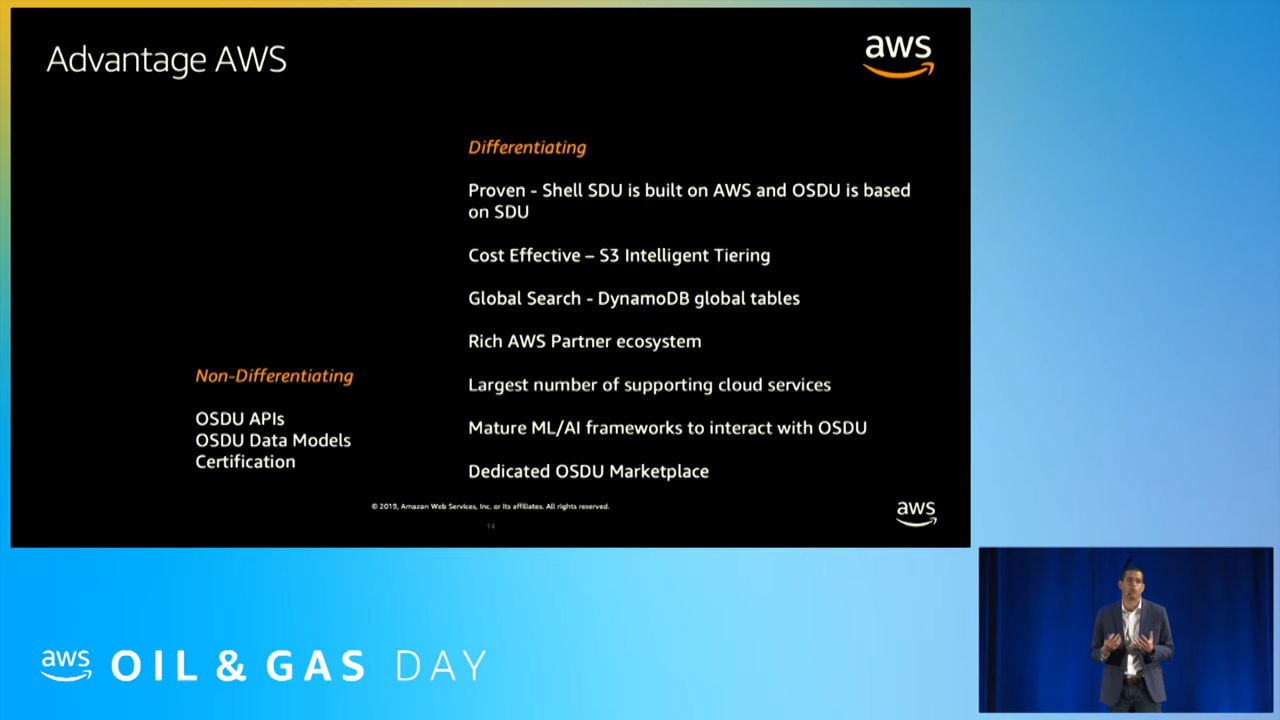 Advantage AWS
aws
Differentiating
Proven - Shell SDU is built on AWS and OSDU is based
on SDU
Cost Effective – S3 Intelligent Tiering
Global Search - DynamoDB global tables
Rich AWS Partner ecosystem
Largest number of supporting cloud services
Mature ML/AI frameworks to interact with OSDU
Dedicated OSDU Marketplace
Non-Differentiating
OSDU APIs
OSDU Data Models
Certification
© 2019, Amazon Web Services, Inc. or its affiliates. All rights reserved.
14
aws
aws OIL & GAS DAY